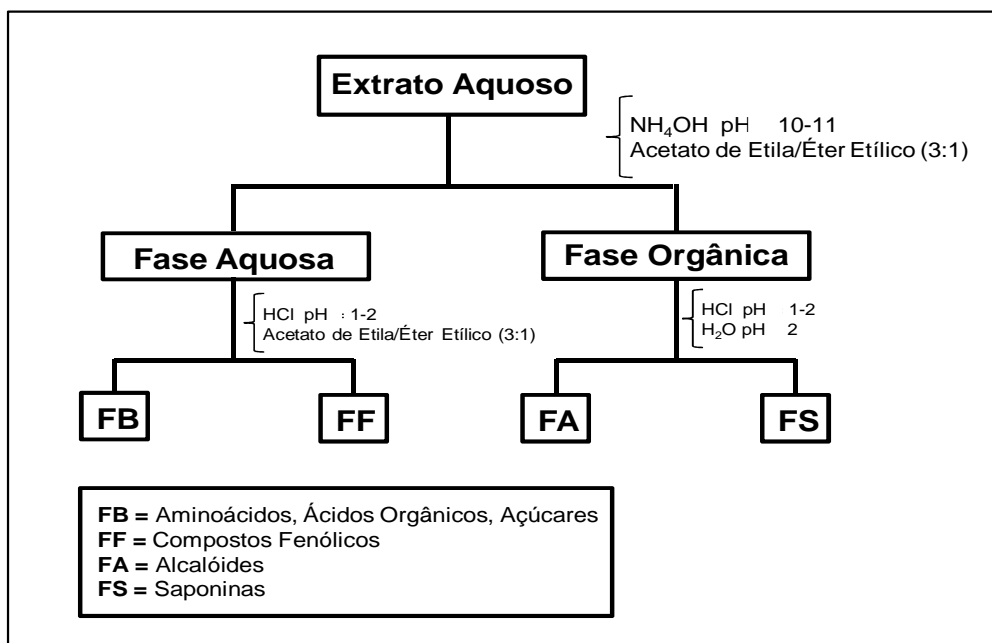 Extrato Aquoso
NH₄OH pH 10-11
Acetato de Etila/Éter Etílico (3:1)
Fase Aquosa
Fase Orgânica
HCl pH : 1-2
Acetato de Etila/Éter Etílico (3:1)
HCl pH 1-2
H₂O pH 2
FB
FF
FA
FS
FB = Aminoácidos, Ácidos Orgânicos, Açúcares
FF = Compostos Fenólicos
FA = Alcalóides
FS = Saponinas